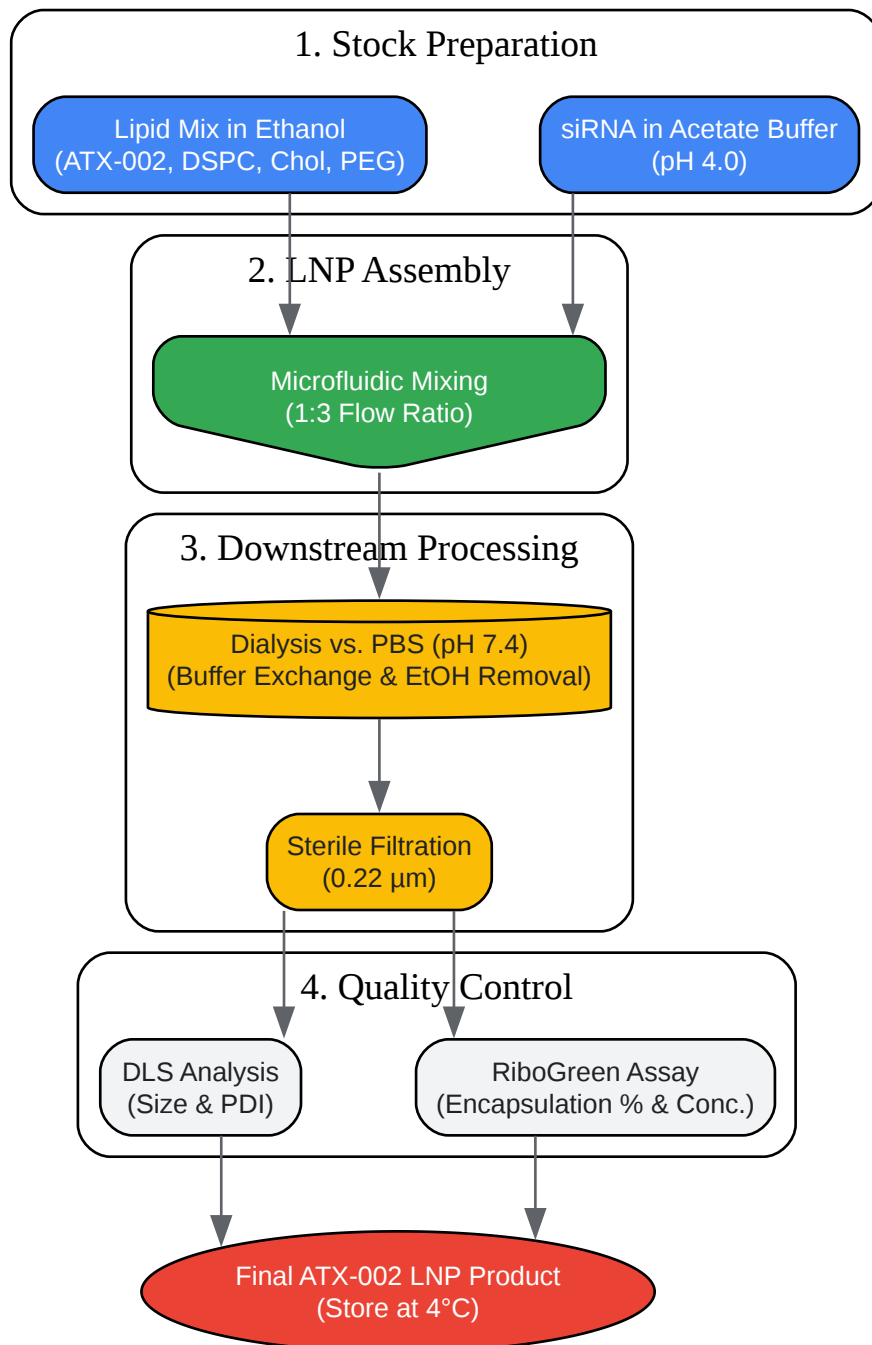 1. Stock Preparation
Lipid Mix in Ethanol
(ATX-002, DSPC, Chol, PEG)
siRNA in Acetate Buffer
(pH 4.0)
2. LNP Assembly
Microfluidic Mixing
(1:3 Flow Ratio)
3. Downstream Processing
Dialysis vs. PBS (pH 7.4)
(Buffer Exchange & EtOH Removal)
Sterile Filtration
(0.22 µm)
4. Quality Control
DLS Analysis
(Size & PDI)
RiboGreen Assay
(Encapsulation % & Conc.)
Final ATX-002 LNP Product
(Store at 4°C)